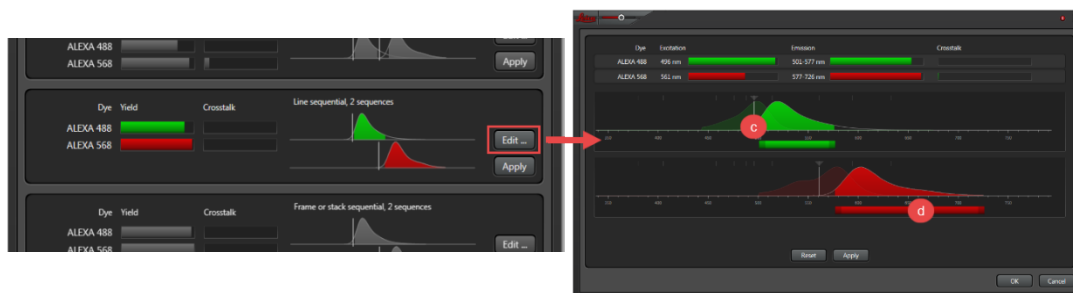 ALEXA 488
ALEXA 568
Apply
Dye Yield Crosstalk Line sequential, 2 sequences
ALEXA 488
ALEXA 568
Edit ...
Apply
Dye Yield Crosstalk Frame or stack sequential, 2 sequences
ALEXA 488
ALEXA 568
Edit ...
Dye Excitation Emission Crosstalk
ALEXA 488 496 nm 501-577 nm
ALEXA 568 561 nm 577-726 nm
c
d
Reset Apply
OK Cancel